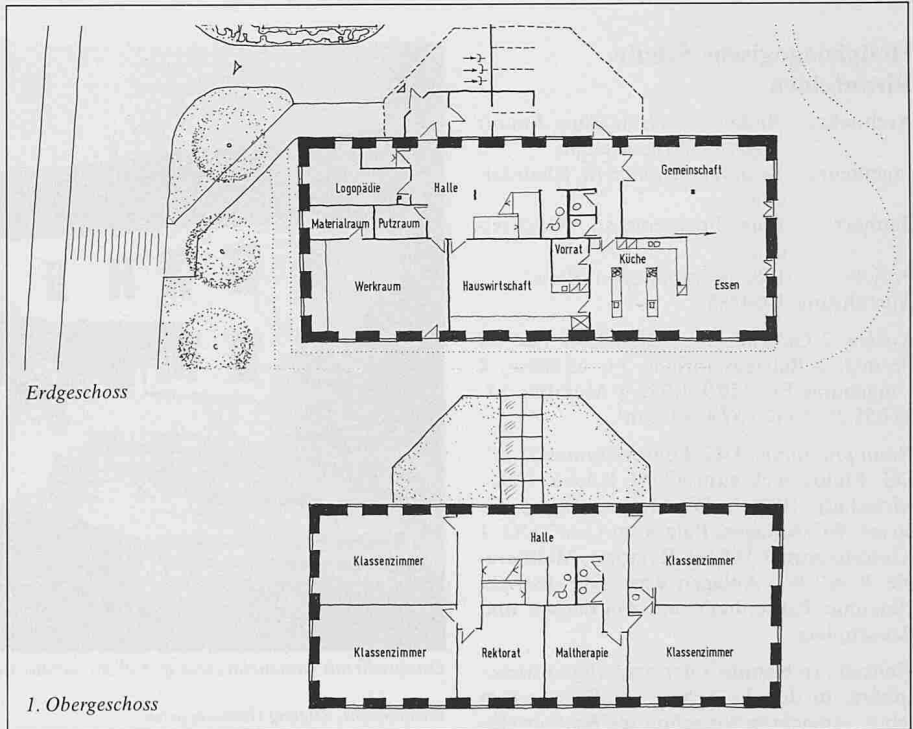 Logopädie
Halle
Gemeinschaft
Materialraum
Putzraum
Vorrat
Küche
Werkraum
Hauswirtschaft
Essen
Erdgeschoss
Halle
Klassenzimmer
Klassenzimmer
Klassenzimmer
Rektorat
Maltherapie
Klassenzimmer
1. Obergeschoss